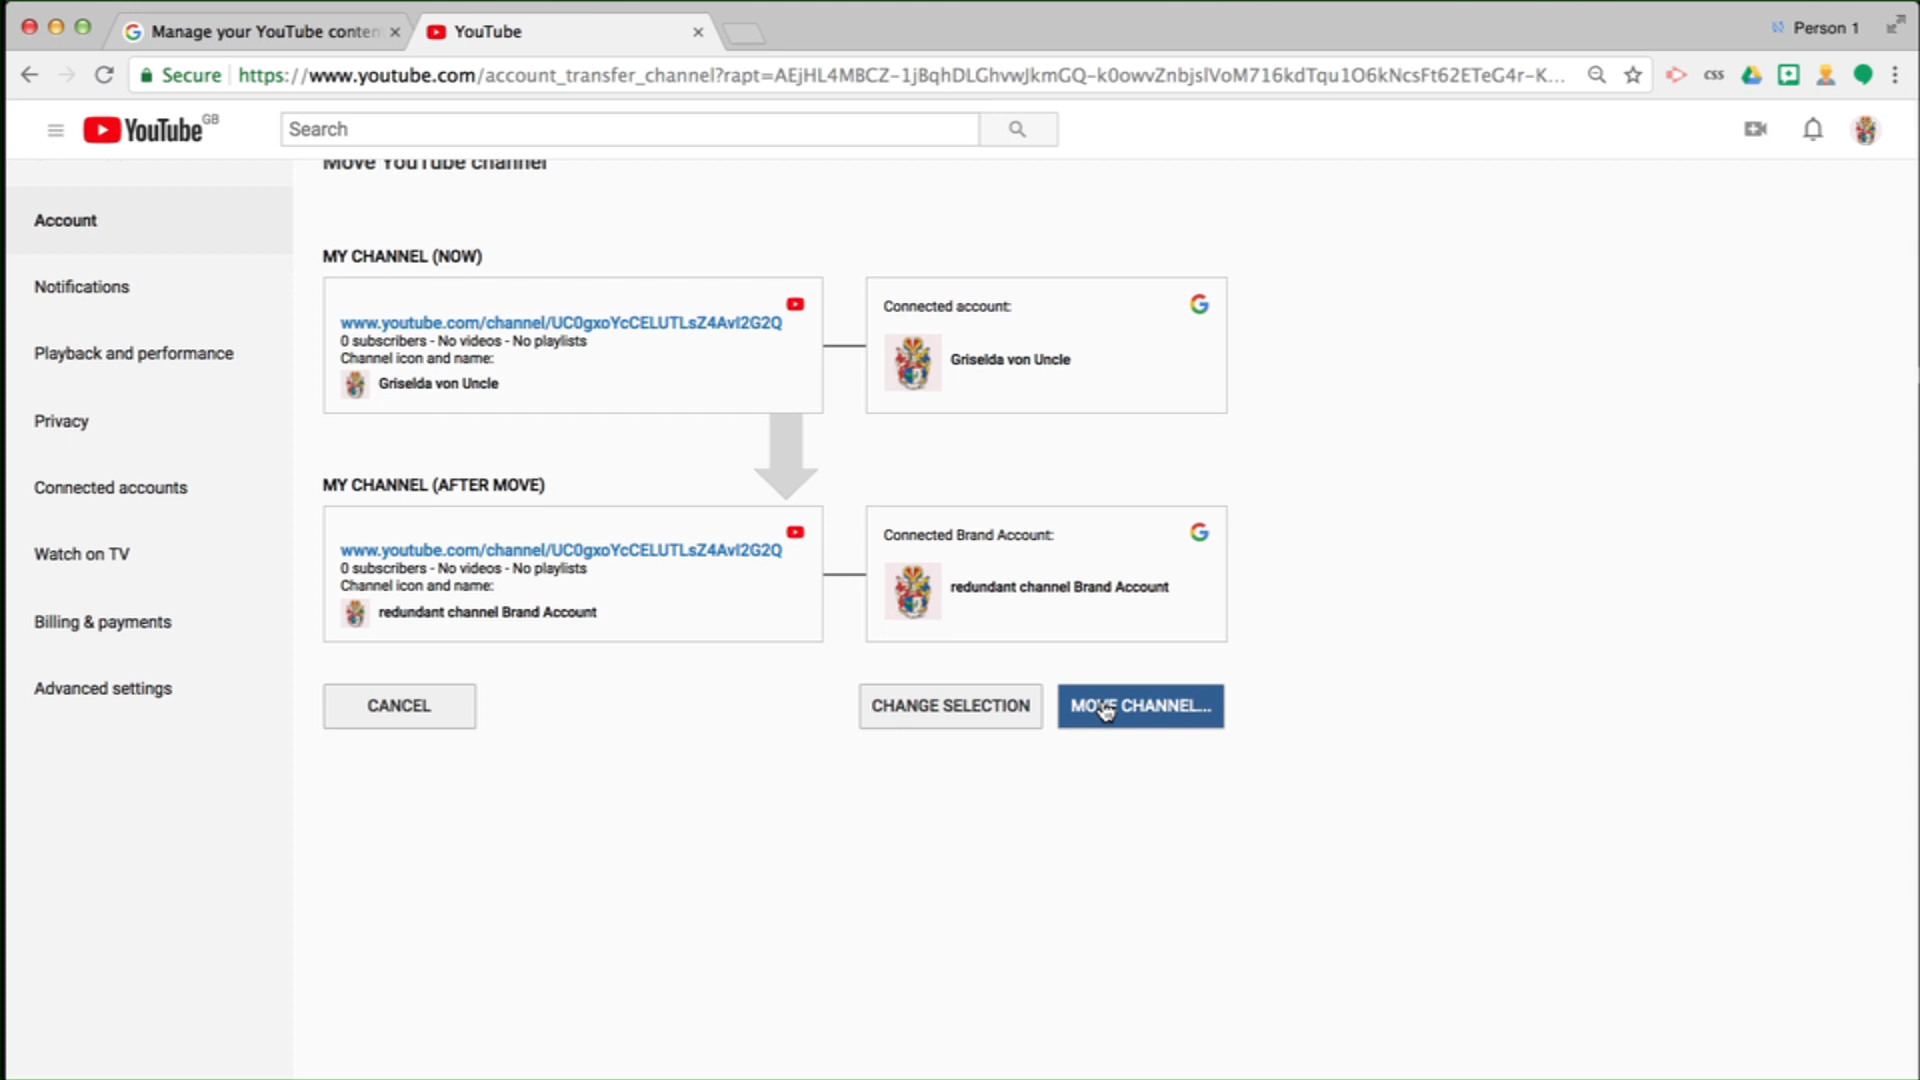 Manage your YouTube conten
YouTube
Person 1
Secure
https://www.youtube.com/account_transfer_channel?rapt=AEjHL4MBCZ-1jBqhDLGhvwJkmGQ-k0owvZnbjslVoM716kdTqu1O6kNcsFt62ETeG4r-K...
CSS
YouTube GB
Search
Move YouTube channel
Account
Notifications
Playback and performance
Privacy
Connected accounts
Watch on TV
Billing & payments
Advanced settings
MY CHANNEL (NOW)
www.youtube.com/channel/UC0gxoYcCELUTLsZ4AvI2G2Q
0 subscribers - No videos - No playlists
Channel icon and name:
Griselda von Uncle
Connected account:
Griselda von Uncle
MY CHANNEL (AFTER MOVE)
www.youtube.com/channel/UC0gxoYcCELUTLsZ4AvI2G2Q
0 subscribers - No videos - No playlists
Channel icon and name:
redundant channel Brand Account
Connected Brand Account:
redundant channel Brand Account
CANCEL
CHANGE SELECTION
MOVE CHANNEL...